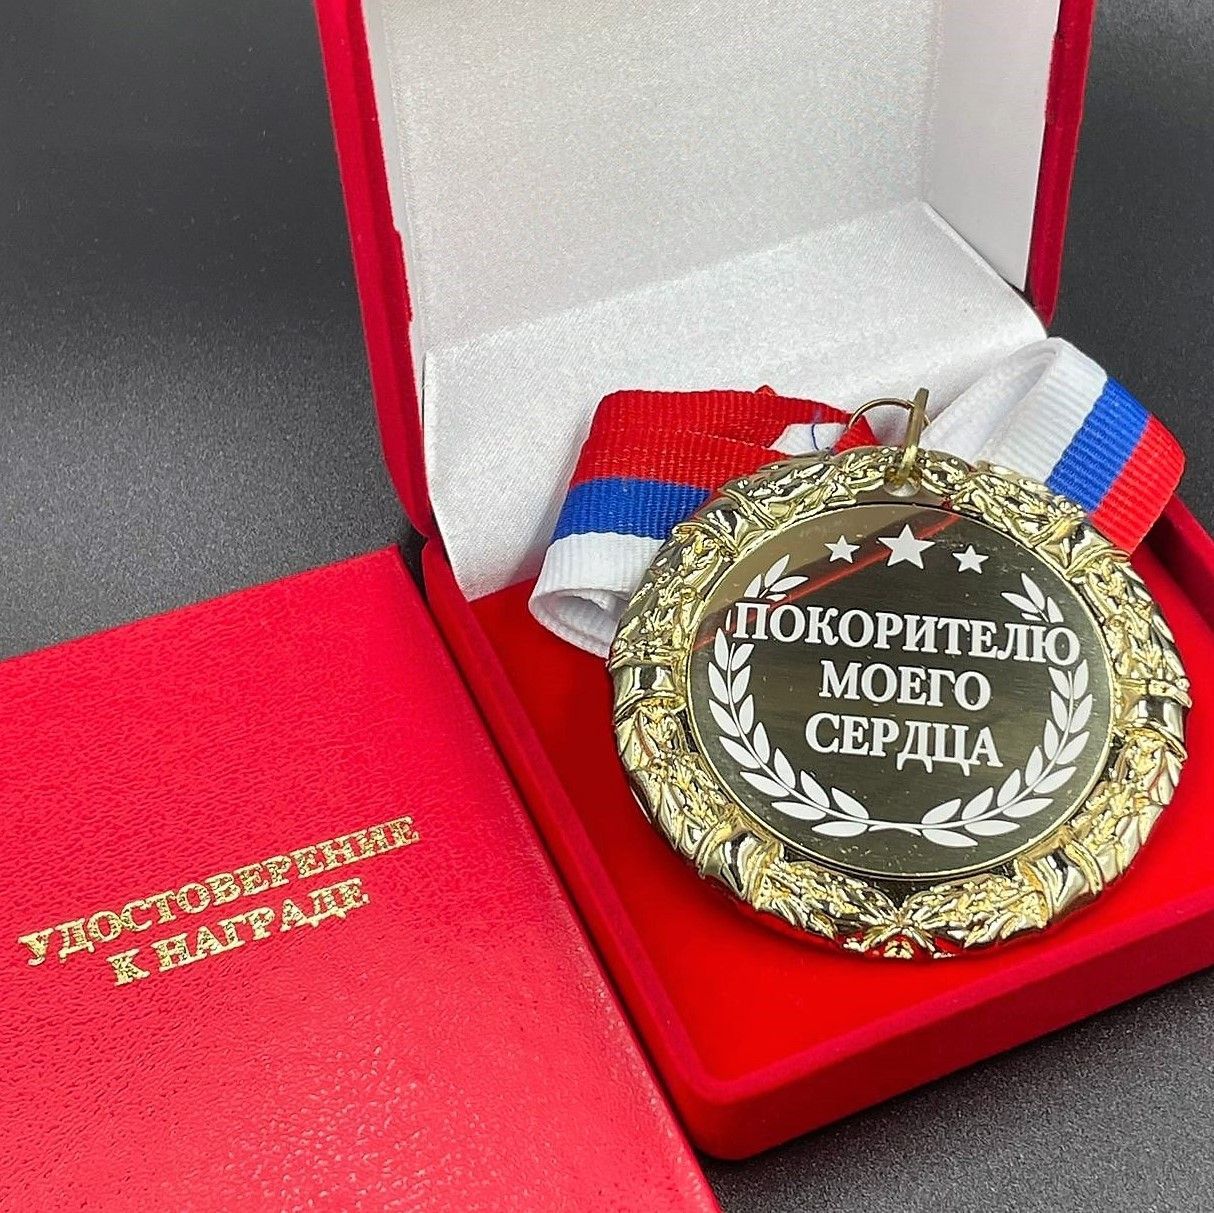 УДОСТОВЕРЕНИЕ
К НАГРАДЕ
ПОКОРИТЕЛЮ
МОЕГО
СЕРДЦА